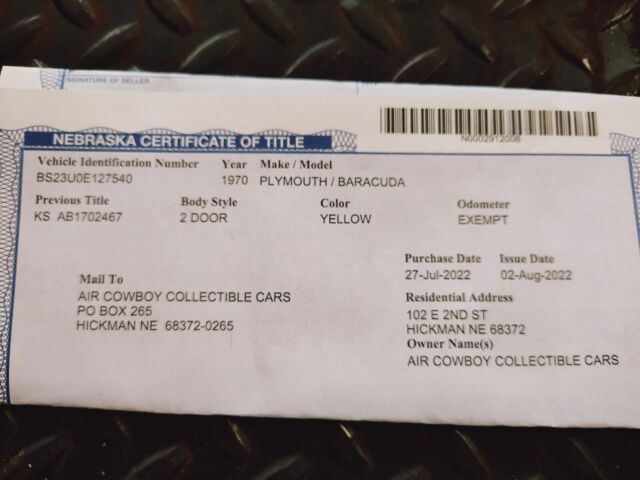 SIGNATURE OF SELLER
N0002912008
NEBRASKA CERTIFICATE OF TITLE
Vehicle Identification Number Year Make / Model
BS23U0E127540 1970 PLYMOUTH / BARACUDA
Previous Title Body Style Color Odometer
KS AB1702467 2 DOOR YELLOW EXEMPT
Purchase Date Issue Date
27-Jul-2022 02-Aug-2022
Mail To
AIR COWBOY COLLECTIBLE CARS
PO BOX 265
HICKMAN NE 68372-0265
Residential Address
102 E 2ND ST
HICKMAN NE 68372
Owner Name(s)
AIR COWBOY COLLECTIBLE CARS